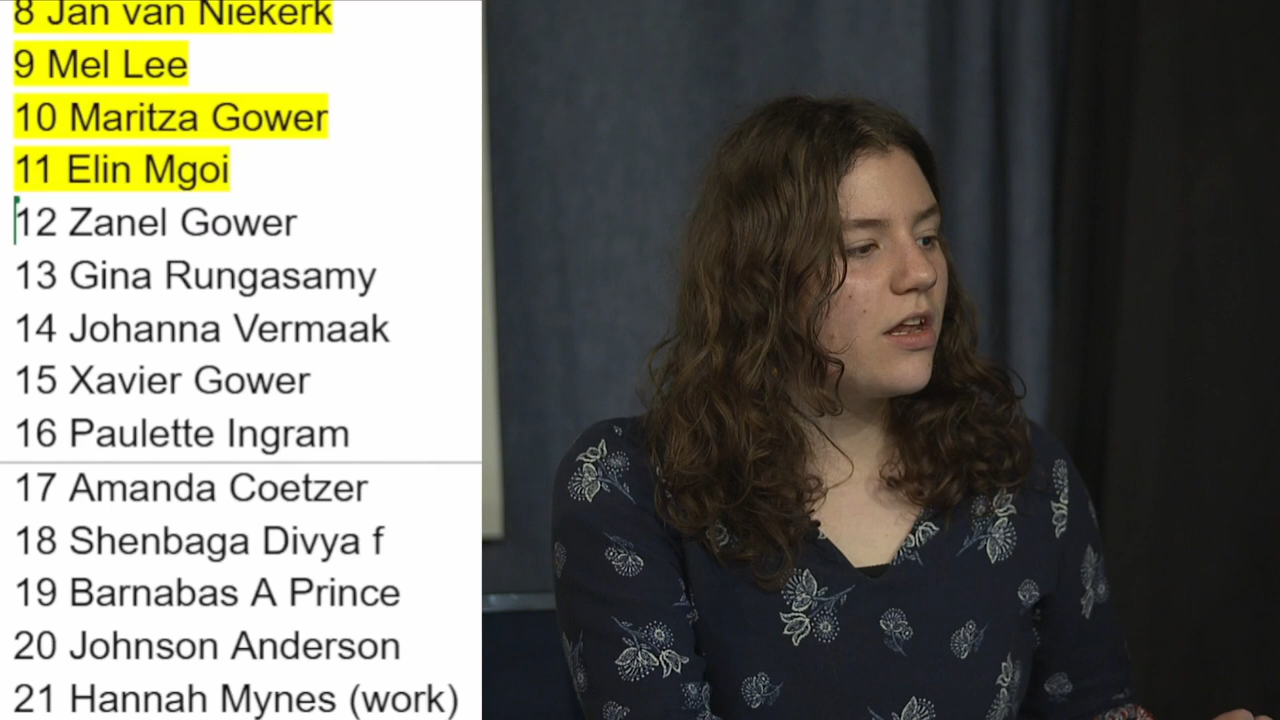 8 Jan van Niekerk
9 Mel Lee
10 Maritza Gower
11 Elin Mgoi
12 Zanel Gower
13 Gina Rungasamy
14 Johanna Vermaak
15 Xavier Gower
16 Paulette Ingram
17 Amanda Coetzer
18 Shenbaga Divya f
19 Barnabas A Prince
20 Johnson Anderson
21 Hannah Mynes (work)